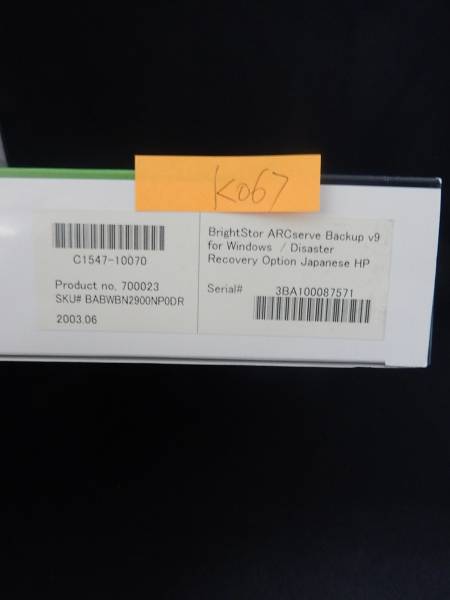 K067
C1547-10070
Product no. 700023
SKU# BABWBN2900NP0DR
2003.06
BrightStor ARCserve Backup v9
for Windows / Disaster
Recovery Option Japanese HP
Serial# 3BA100087571